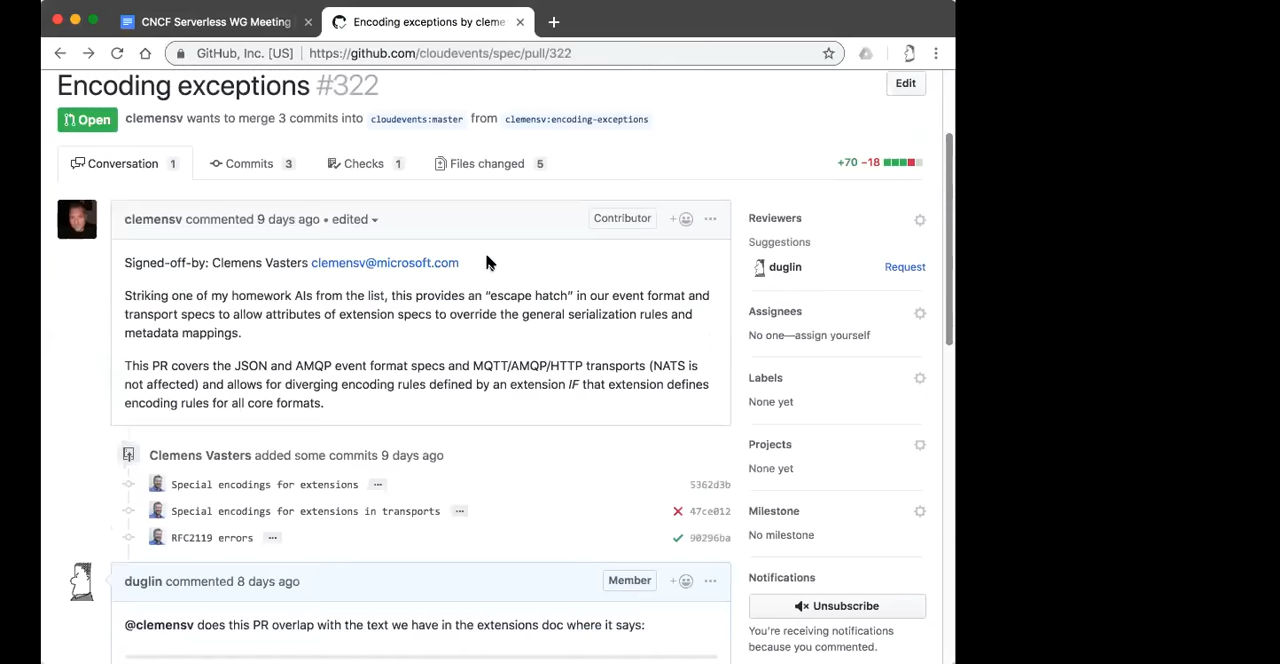 CNCF Serverless WG Meeting
Encoding exceptions by cleme
GitHub, Inc. [US] https://github.com/cloudevents/spec/pull/322
Encoding exceptions #322
Edit
Open clemensv wants to merge 3 commits into cloudevents:master from clemensv:encoding-exceptions
Conversation 1 Commits 3 Checks 1 Files changed 5 +70 −18
clemensv commented 9 days ago • edited Contributor
Signed-off-by: Clemens Vasters clemensv@microsoft.com
Striking one of my homework AIs from the list, this provides an “escape hatch” in our event format and
transport specs to allow attributes of extension specs to override the general serialization rules and
metadata mappings.
This PR covers the JSON and AMQP event format specs and MQTT/AMQP/HTTP transports (NATS is
not affected) and allows for diverging encoding rules defined by an extension IF that extension defines
encoding rules for all core formats.
Clemens Vasters added some commits 9 days ago
Special encodings for extensions ... 5362d3b
Special encodings for extensions in transports ... 47ce012
RFC2119 errors ... 90296ba
duglin commented 8 days ago Member
@clemensv does this PR overlap with the text we have in the extensions doc where it says:
Reviewers
Suggestions
duglin Request
Assignees
No one—assign yourself
Labels
None yet
Projects
None yet
Milestone
No milestone
Notifications
Unsubscribe
You’re receiving notifications
because you commented.